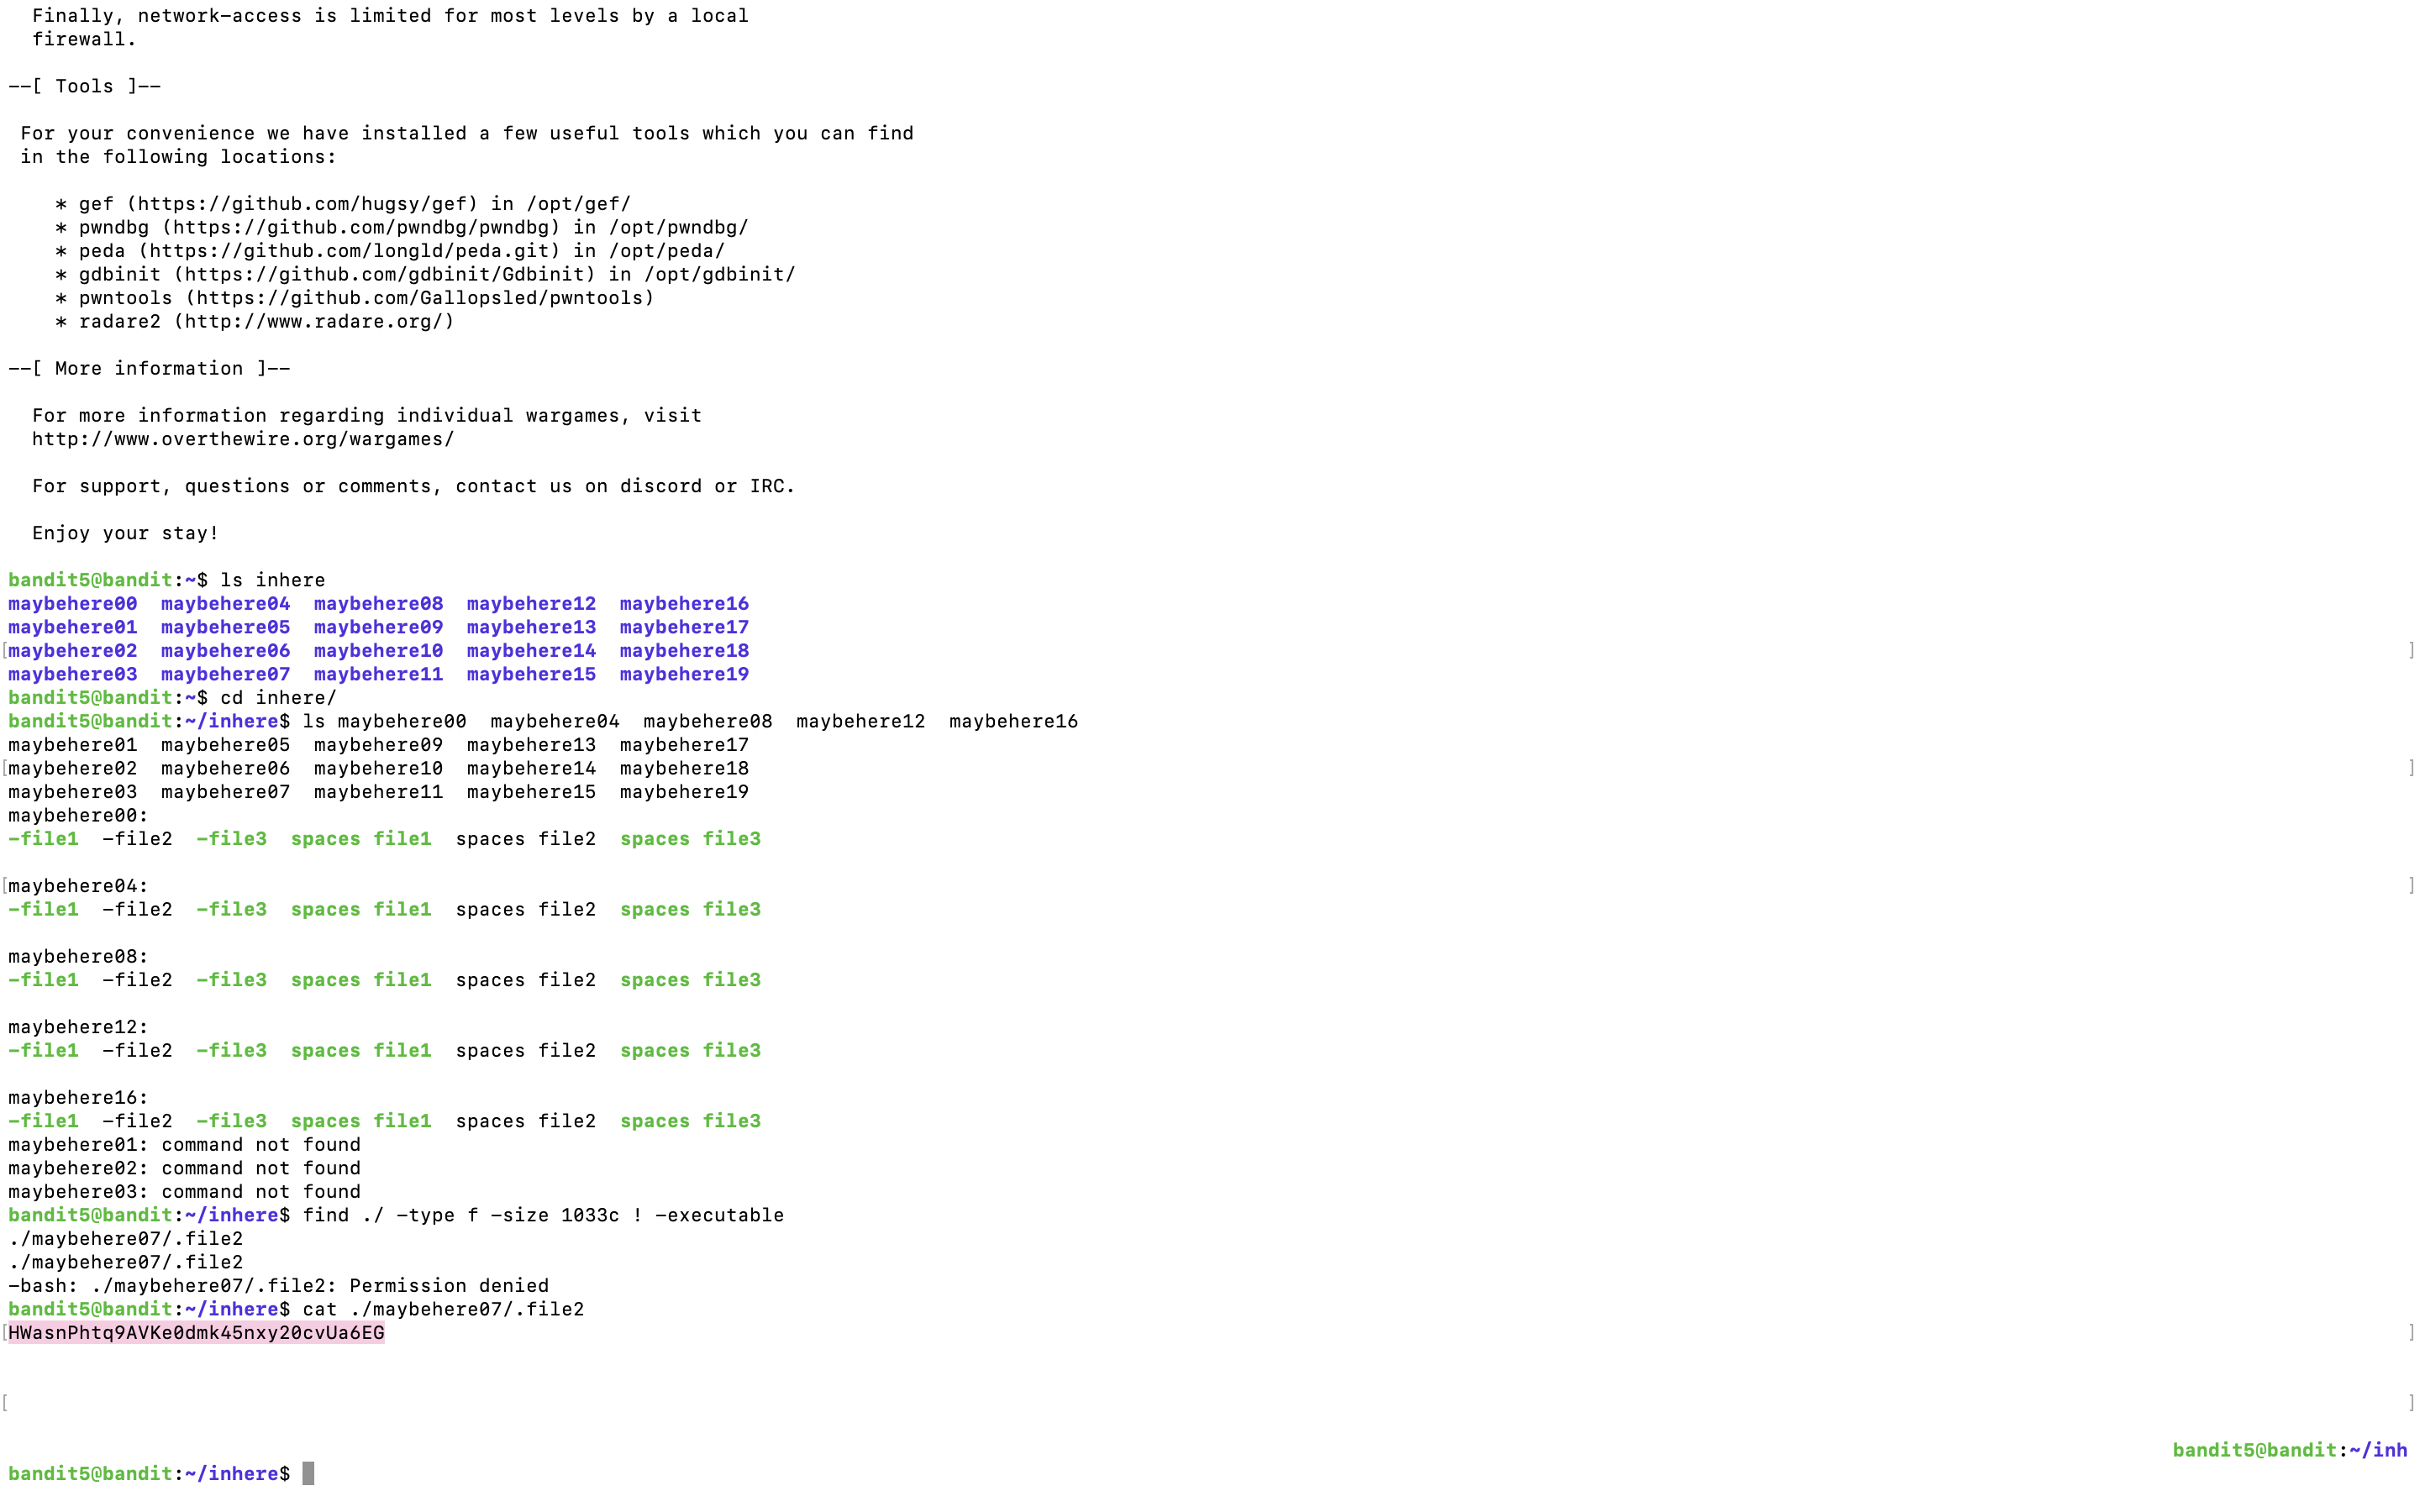 Finally, network-access is limited for most levels by a local
firewall.
--[ Tools ]--
For your convenience we have installed a few useful tools which you can find
in the following locations:
* gef (https://github.com/hugsy/gef) in /opt/gef/
* pwndbg (https://github.com/pwndbg/pwndbg) in /opt/pwndbg/
* peda (https://github.com/longld/peda.git) in /opt/peda/
* gdbinit (https://github.com/gdbinit/Gdbinit) in /opt/gdbinit/
* pwntools (https://github.com/Gallopsled/pwntools)
* radare2 (http://www.radare.org/)
--[ More information ]--
For more information regarding individual wargames, visit
http://www.overthewire.org/wargames/
For support, questions or comments, contact us on discord or IRC.
Enjoy your stay!
bandit5@bandit:~$ ls inhere
maybehere00  maybehere04  maybehere08  maybehere12  maybehere16
maybehere01  maybehere05  maybehere09  maybehere13  maybehere17
[maybehere02  maybehere06  maybehere10  maybehere14  maybehere18 ]
maybehere03  maybehere07  maybehere11  maybehere15  maybehere19
bandit5@bandit:~$ cd inhere/
bandit5@bandit:~/inhere$ ls maybehere00  maybehere04  maybehere08  maybehere12  maybehere16
maybehere01  maybehere05  maybehere09  maybehere13  maybehere17
[maybehere02  maybehere06  maybehere10  maybehere14  maybehere18 ]
maybehere03  maybehere07  maybehere11  maybehere15  maybehere19
maybehere00:
-file1  -file2  -file3  spaces file1  spaces file2  spaces file3
[maybehere04: ]
-file1  -file2  -file3  spaces file1  spaces file2  spaces file3
maybehere08:
-file1  -file2  -file3  spaces file1  spaces file2  spaces file3
maybehere12:
-file1  -file2  -file3  spaces file1  spaces file2  spaces file3
maybehere16:
-file1  -file2  -file3  spaces file1  spaces file2  spaces file3
maybehere01: command not found
maybehere02: command not found
maybehere03: command not found
bandit5@bandit:~/inhere$ find ./ -type f -size 1033c ! -executable
./maybehere07/.file2
./maybehere07/.file2
-bash: ./maybehere07/.file2: Permission denied
bandit5@bandit:~/inhere$ cat ./maybehere07/.file2
[HWasnPhtq9AVKe0dmk45nxy20cvUa6EG ]
[ ]
bandit5@bandit:~/inh
bandit5@bandit:~/inhere$